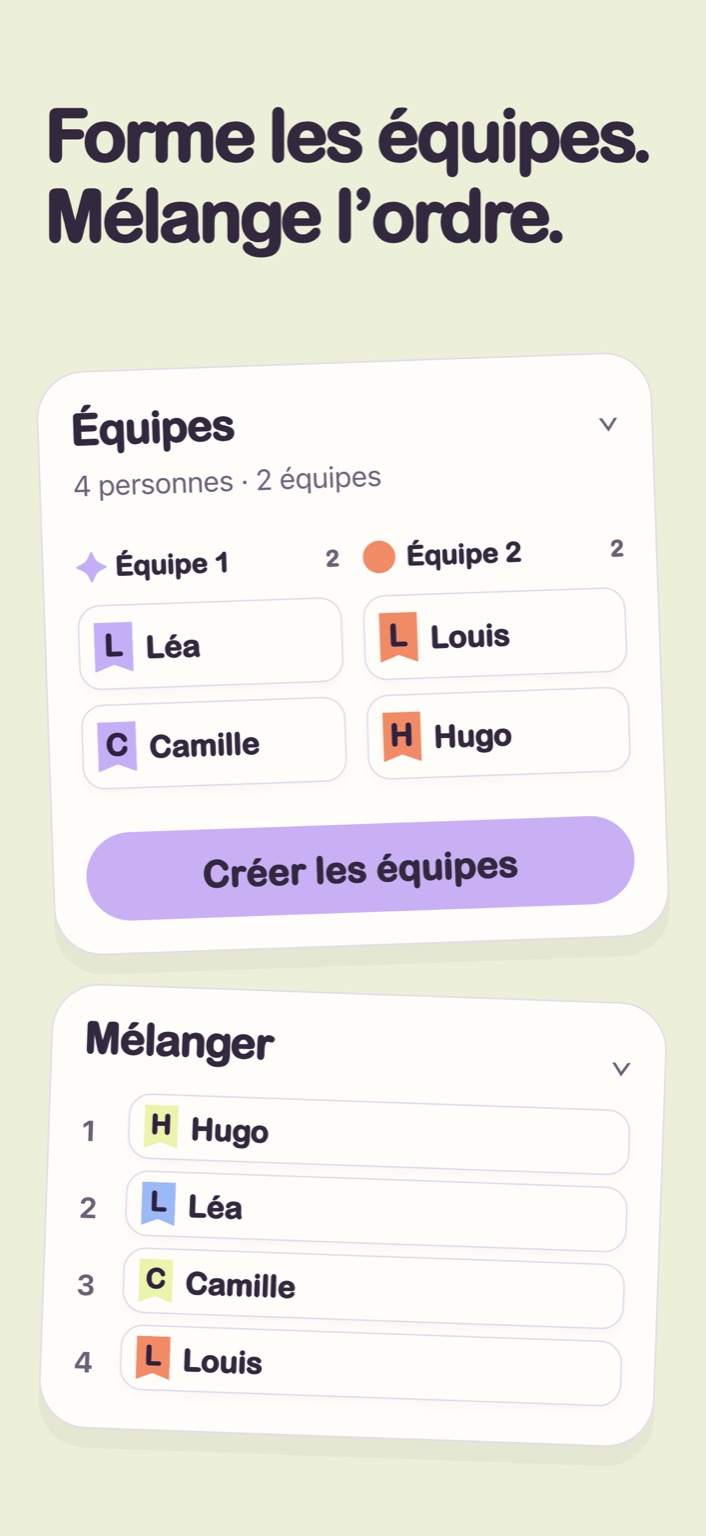 Forme les équipes.
Mélange l’ordre.
Équipes
4 personnes · 2 équipes
Équipe 1 2
Équipe 2 2
L Léa
L Louis
C Camille
H Hugo
Créer les équipes
Mélanger
1 H Hugo
2 L Léa
3 C Camille
4 L Louis